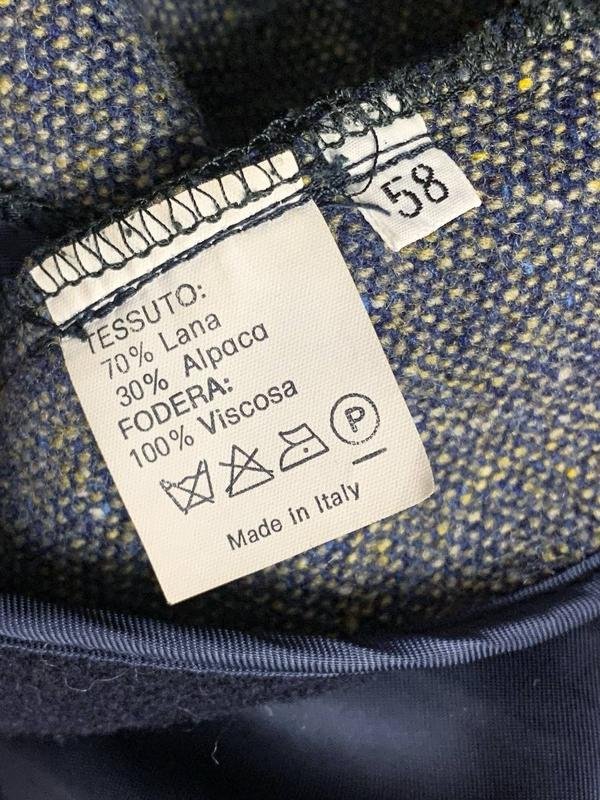 58
TESSUTO:
70% Lana
30% Alpaca
FODERA:
100% Viscosa
P
Made in Italy